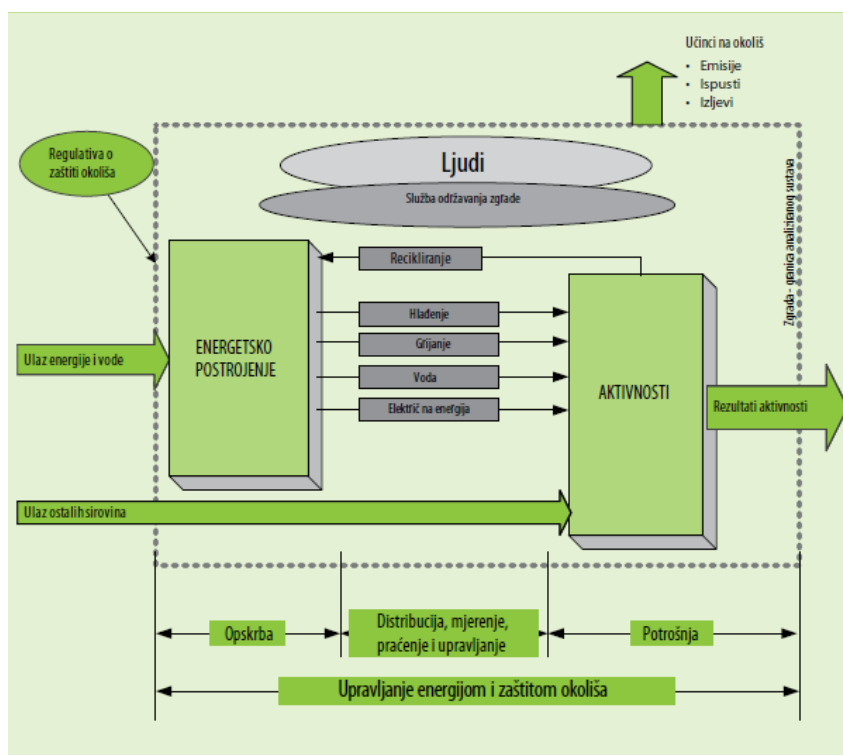 Učinci na okoliš
• Emisije
• Ispusti
• Izljevi
Regulativa o
zaštiti okoliša
Ljudi
Služba održavanja zgrade
Zgrada - granica analiziranog sustava
Recikliranje
Hlađenje
Grijanje
Voda
Električ na energija
ENERGETSKO
POSTROJENJE
AKTIVNOSTI
Ulaz energije i vode
Rezultati aktivnosti
Ulaz ostalih sirovina
Opskrba
Distribucija, mjerenje,
praćenje i upravljanje
Potrošnja
Upravljanje energijom i zaštitom okoliša